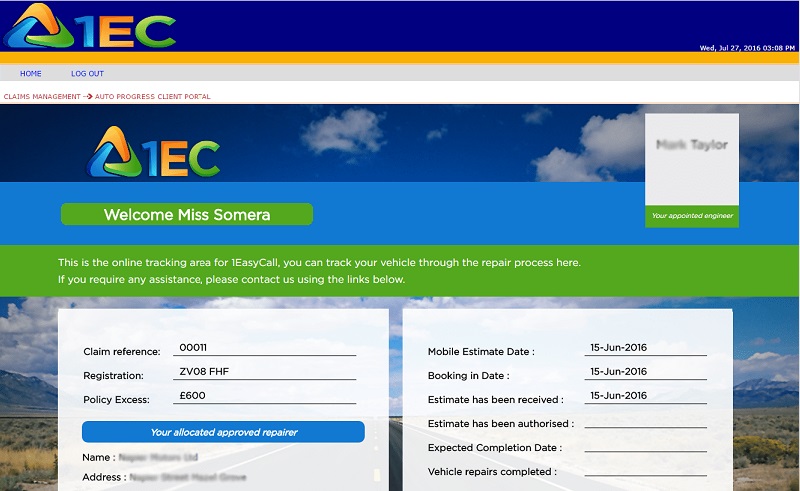 1EC
Wed, Jul 27, 2016 03:08 PM
HOME LOG OUT
CLAIMS MANAGEMENT --> AUTO PROGRESS CLIENT PORTAL
1EC
Taylor
Your appointed engineer
Welcome Miss Somera
This is the online tracking area for 1EasyCall, you can track your vehicle through the repair process here.
If you require any assistance, please contact us using the links below.
Claim reference: 00011
Registration: ZV08 FHF
Policy Excess: £600
Your allocated approved repairer
Name :
Address :
Mobile Estimate Date : 15-Jun-2016
Booking in Date : 15-Jun-2016
Estimate has been received : 15-Jun-2016
Estimate has been authorised :
Expected Completion Date :
Vehicle repairs completed :